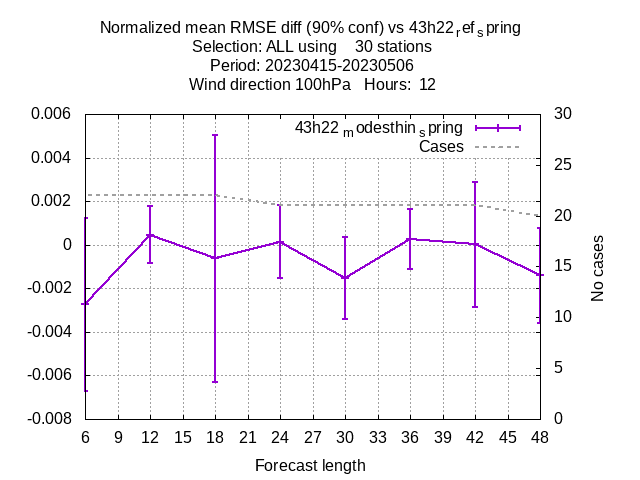 Normalized mean RMSE diff (90% conf) vs 43h22ref spring
Selection: ALL using 30 stations
Period: 20230415-20230506
Wind direction 100hPa Hours: 12
43h22modesthinspring
Cases
0.006
0.004
0.002
0
-0.002
-0.004
-0.006
-0.008
30
25
20
15
10
5
0
No cases
6 9 12 15 18 21 24 27 30 33 36 39 42 45 48
Forecast length